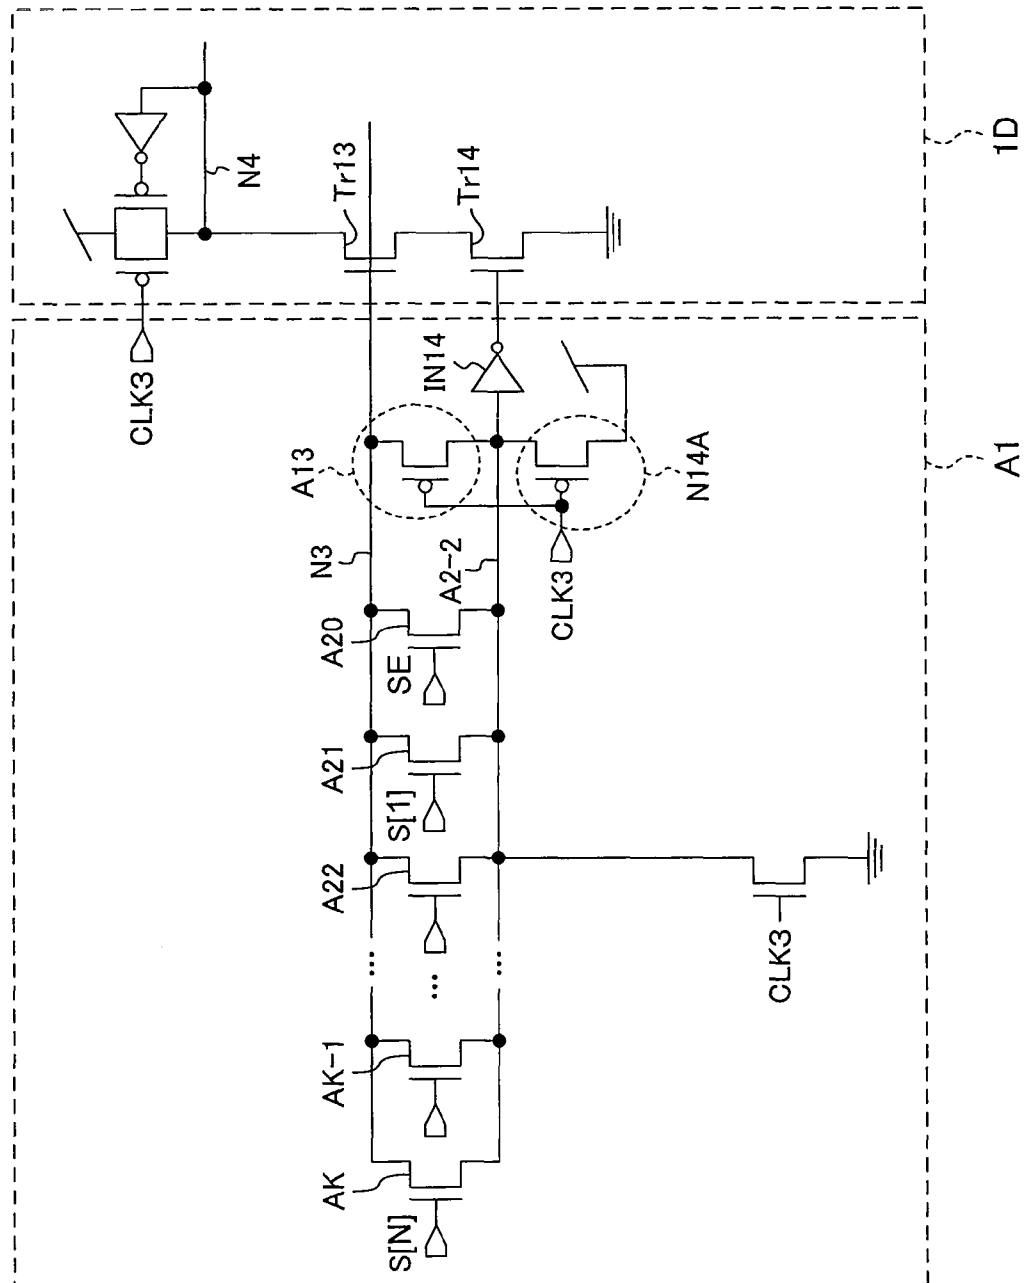 CLK3
N4
Tr13
Tr14
1D
A13
IN14
N14A
N3
A2-2
CLK3
A20
SE
A21
S[1]
A22
...
...
...
CLK3
AK-1
AK
S[N]
A1